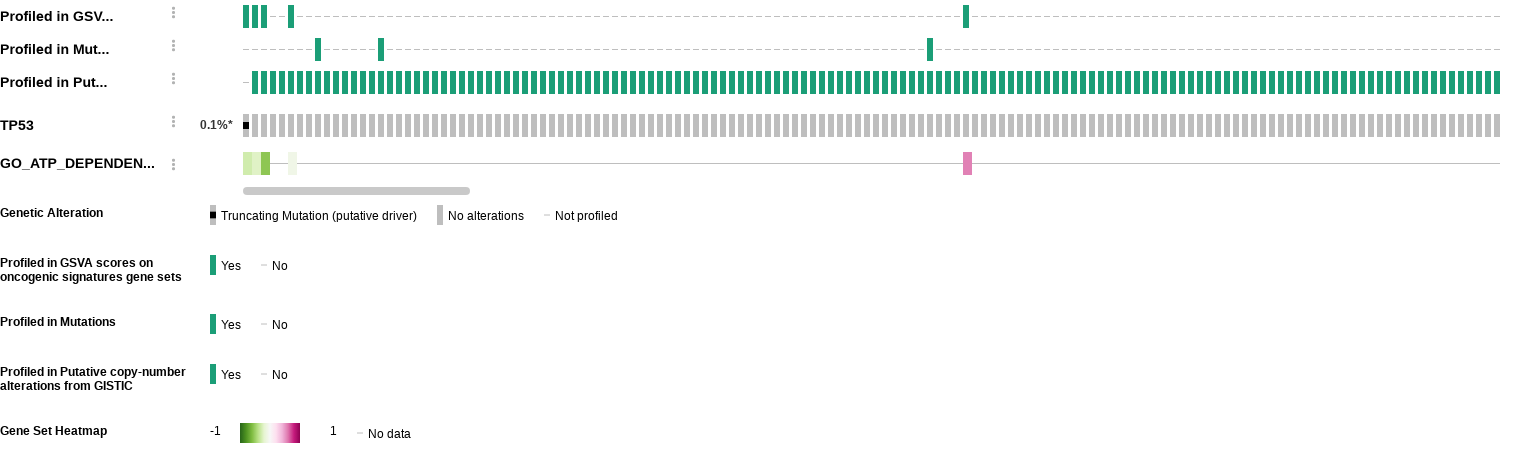 Profiled in GSV...
Profiled in Mut...
Profiled in Put...
TP53 0.1%*
GO_ATP_DEPENDEN...
Genetic Alteration Truncating Mutation (putative driver) No alterations Not profiled
Profiled in GSVA scores on
oncogenic signatures gene sets Yes No
Profiled in Mutations Yes No
Profiled in Putative copy-number
alterations from GISTIC Yes No
Gene Set Heatmap -1 1 No data